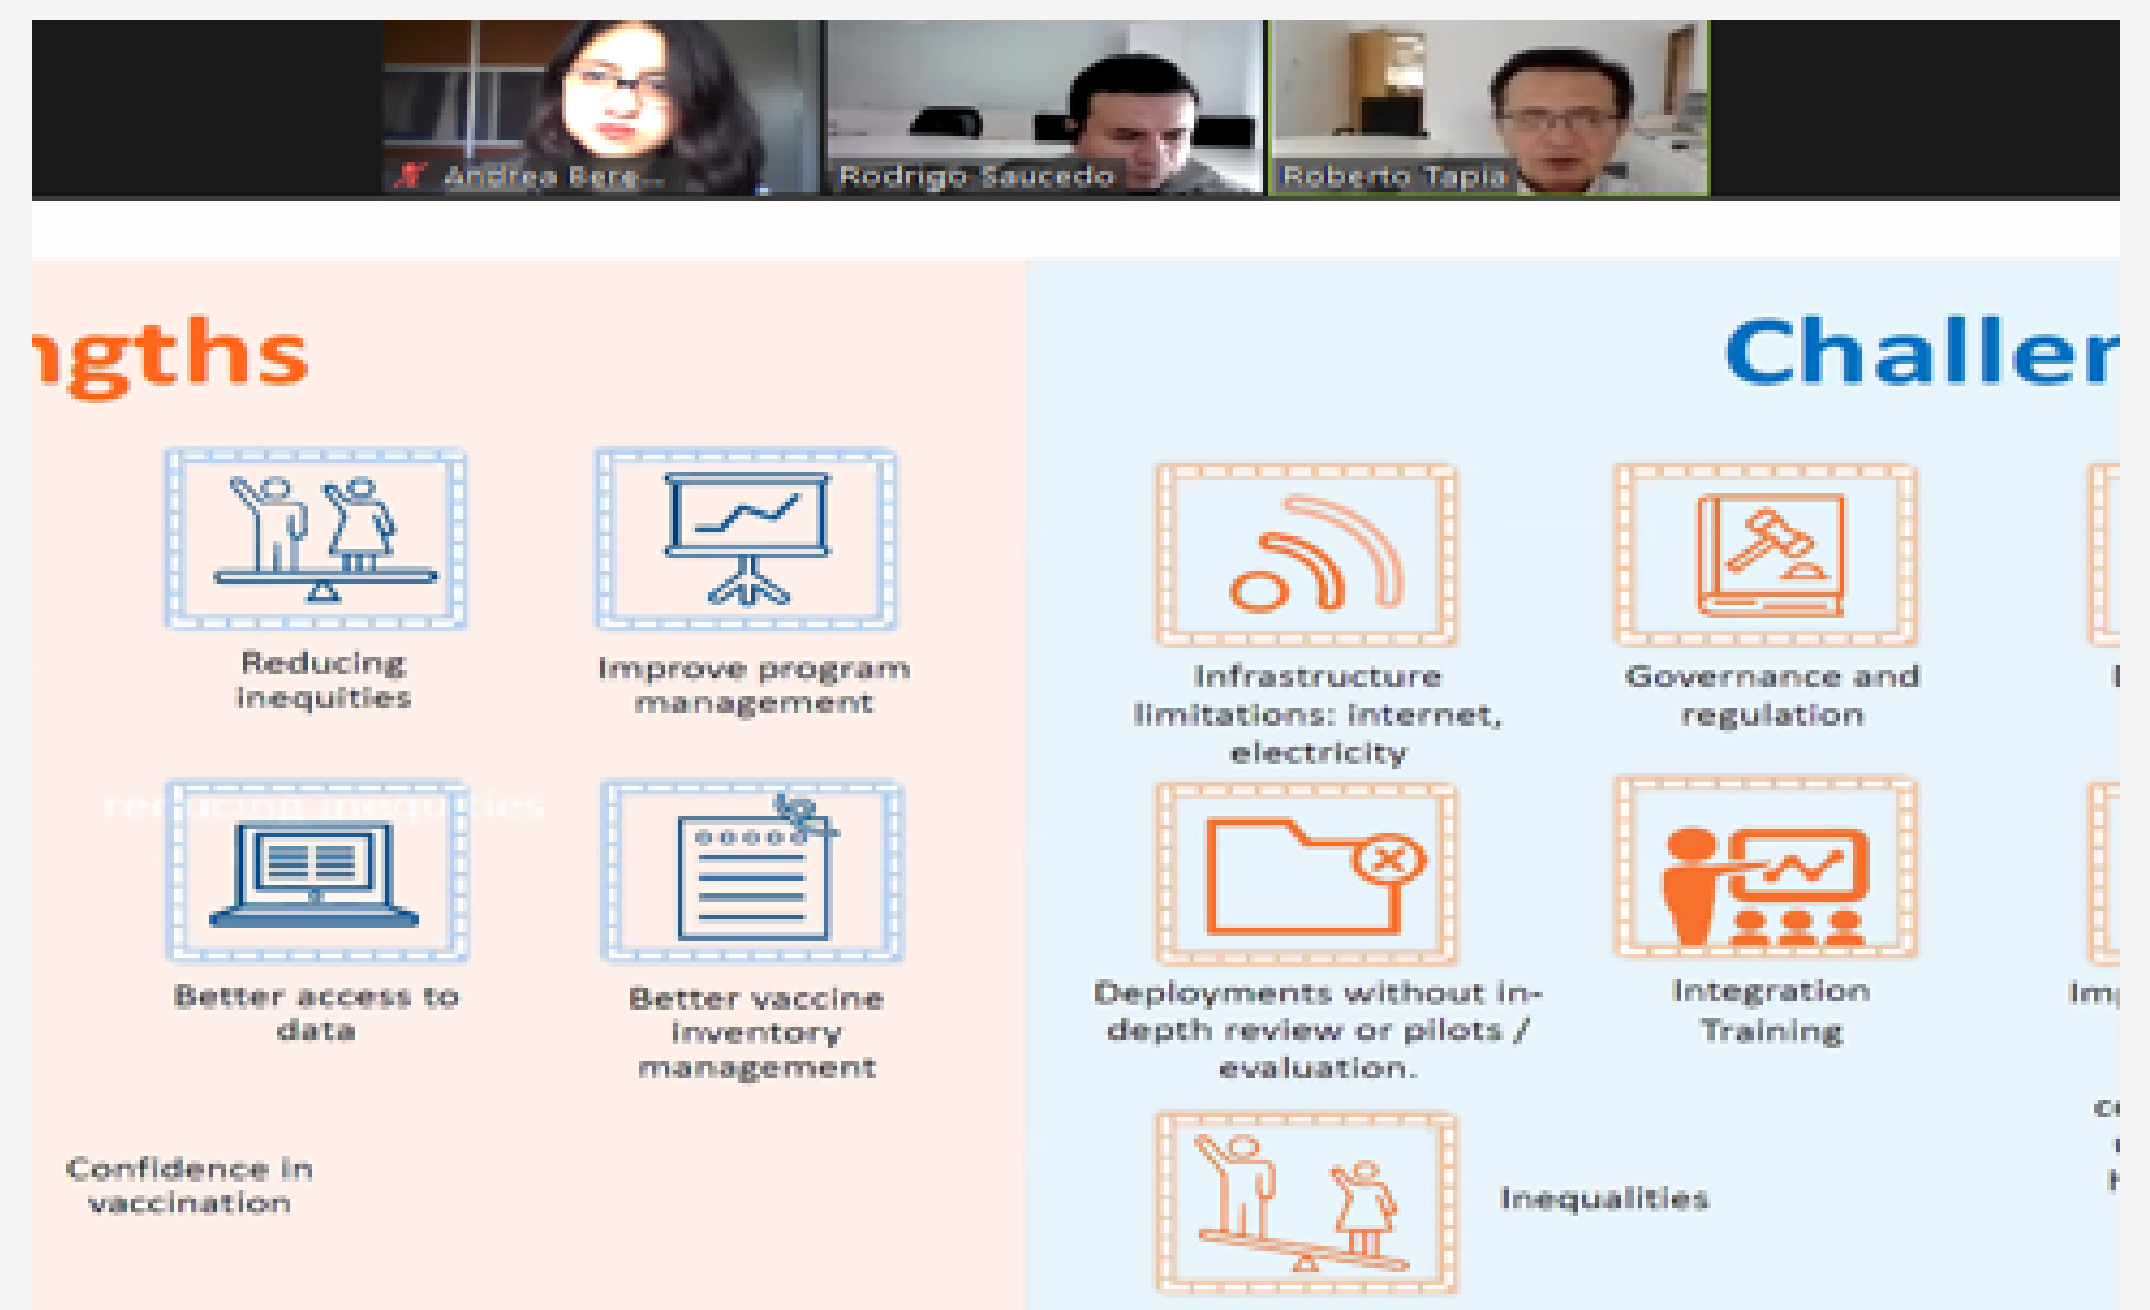 Andrea Bere...
Rodrigo Saucedo
Roberto Tapia
ngths
Challen
Reducing
inequities
Improve program
management
Infrastructure
limitations: internet,
electricity
Governance and
regulation
reducing inequities
Better access to
data
Better vaccine
inventory
management
Deployments without in-
depth review or pilots /
evaluation.
Integration
Training
Confidence in
vaccination
Inequalities